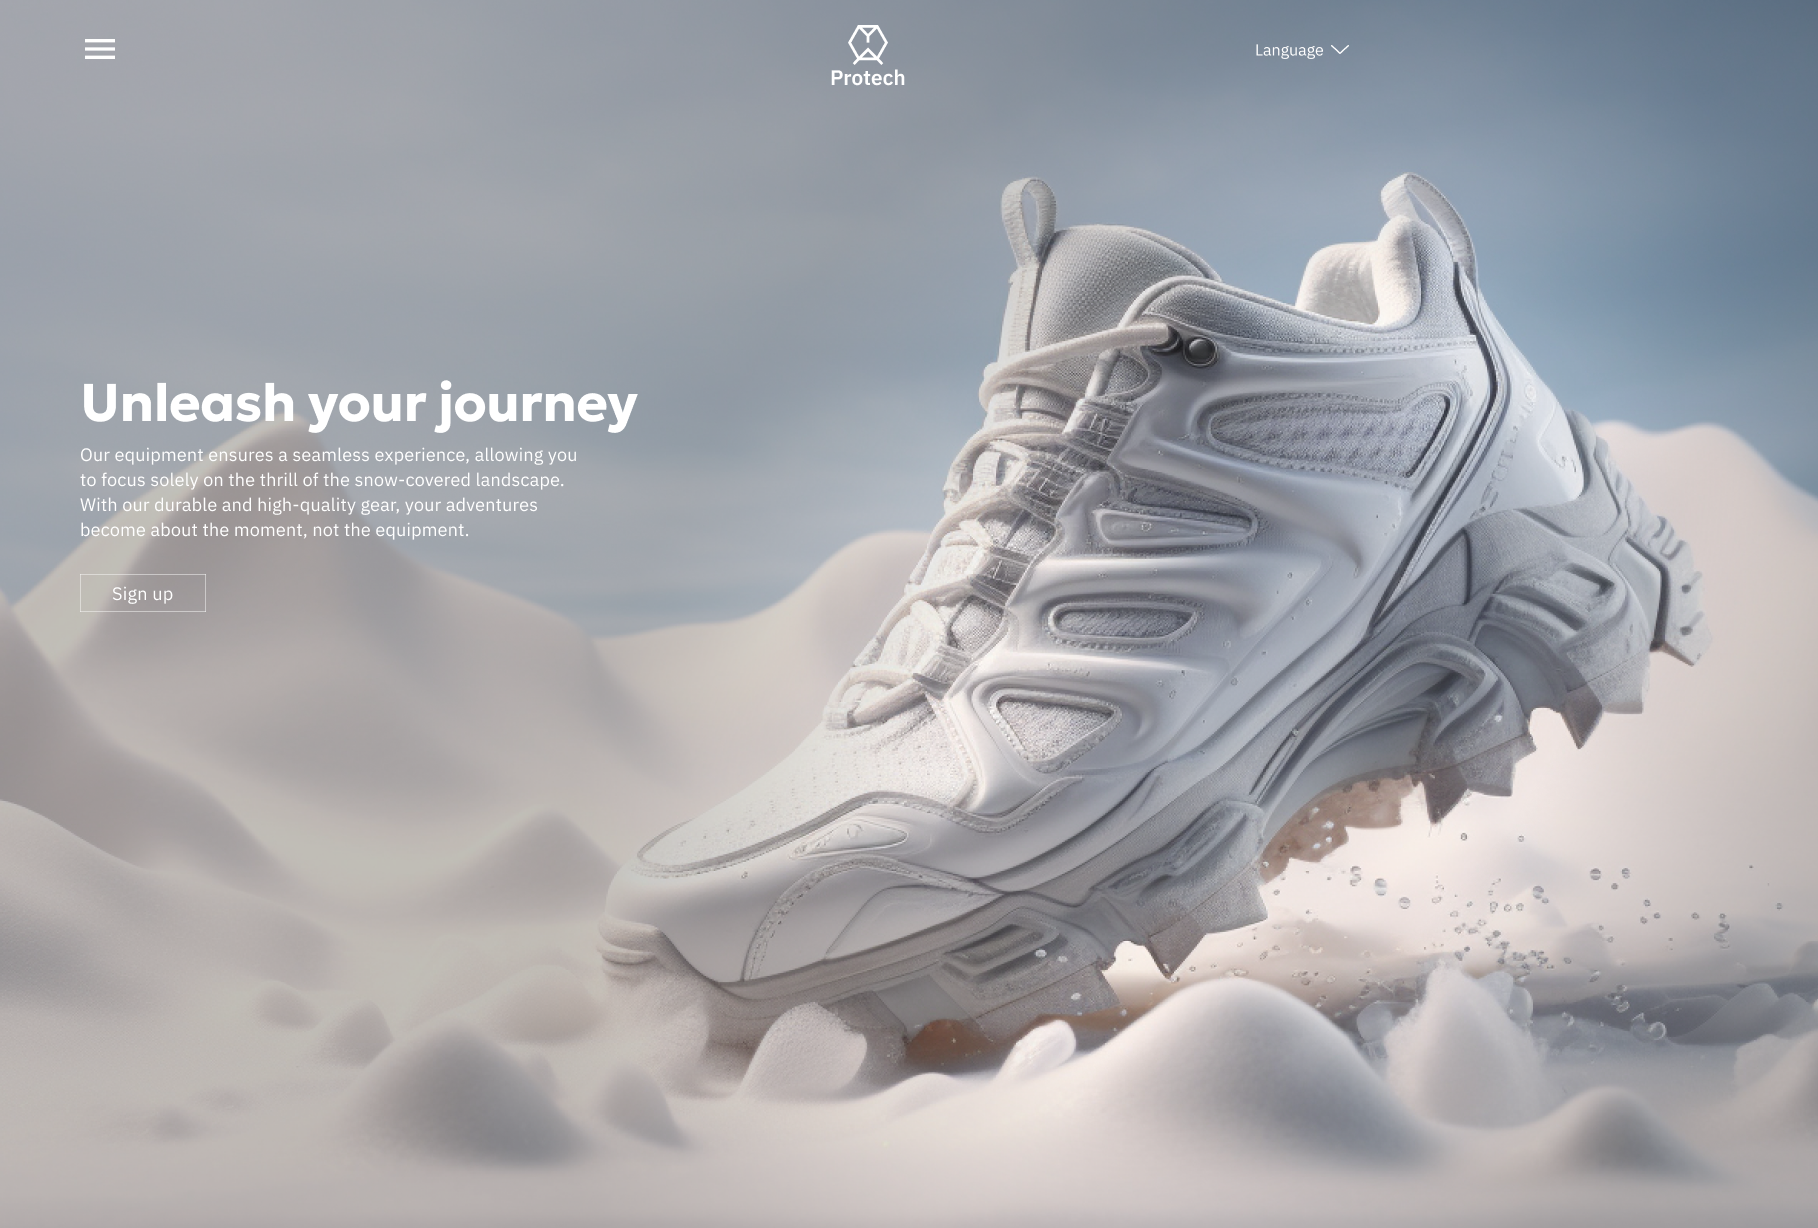 Protech
Language
Unleash your journey
Our equipment ensures a seamless experience, allowing you
to focus solely on the thrill of the snow-covered landscape.
With our durable and high-quality gear, your adventures
become about the moment, not the equipment.
Sign up